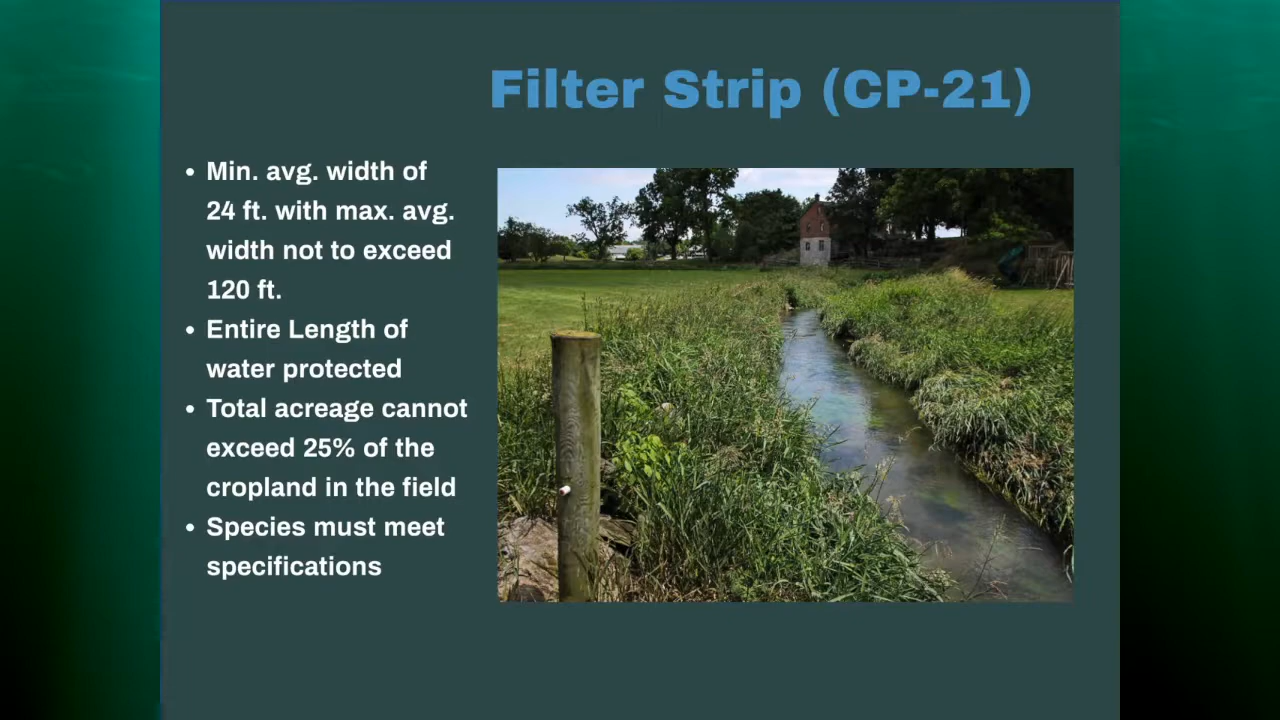 Filter Strip (CP-21)
• Min. avg. width of
24 ft. with max. avg.
width not to exceed
120 ft.
• Entire Length of
water protected
• Total acreage cannot
exceed 25% of the
cropland in the field
• Species must meet
specifications